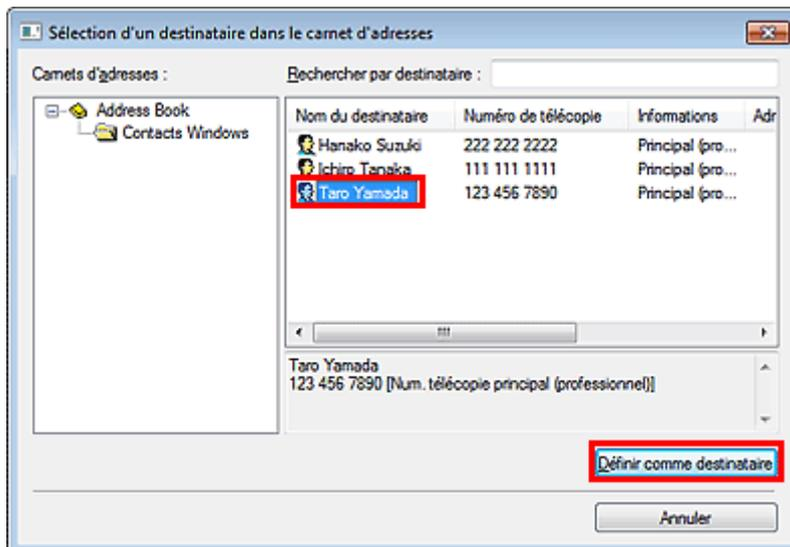 Sélection d'un destinataire dans le carnet d'adresses
Carnets d'adresses :
Rechercher par destinataire :
Address Book
Contacts Windows
Nom du destinataire Numéro de télécopie Informations Adr
Hanako Suzuki 222 222 2222 Principal (pro...
Ichiro Tanaka 111 111 1111 Principal (pro...
Taro Yamada 123 456 7890 Principal (pro...
Taro Yamada
123 456 7890 [Num. télécopie principal (professionnel)]
Définir comme destinataire
Annuler